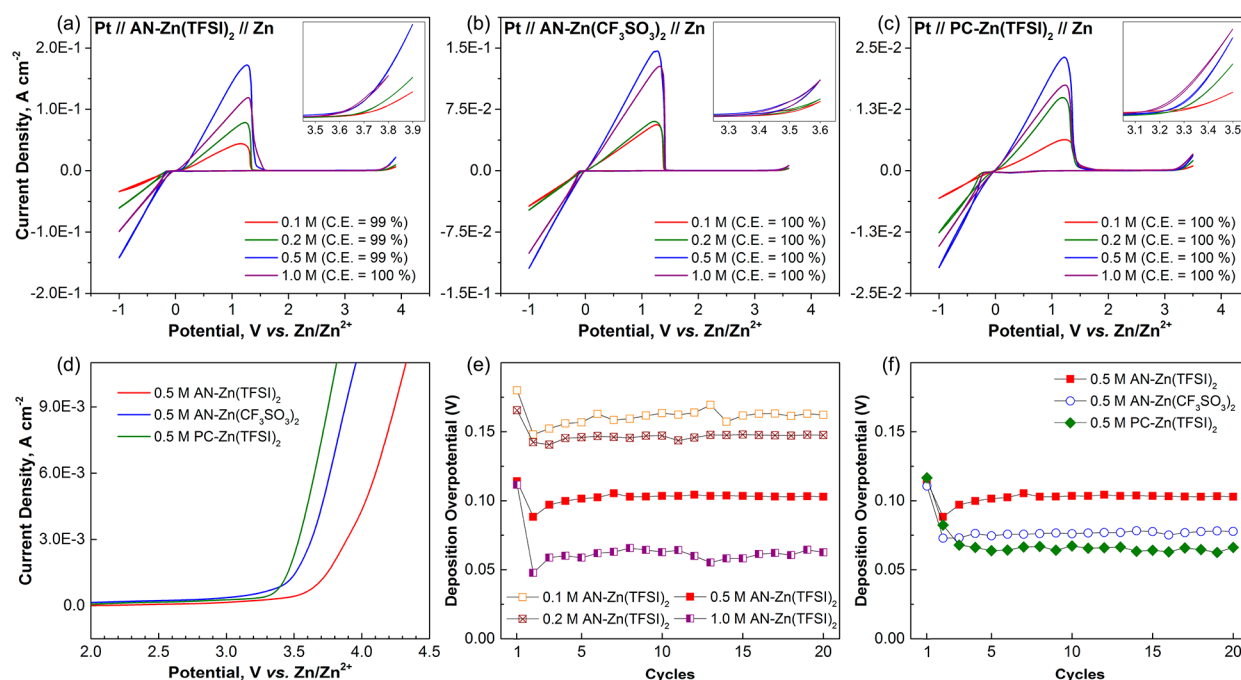 (a) Pt // AN-Zn(TFSI)₂ // Zn
2.0E-1
1.0E-1
0.0
-1.0E-1
-2.0E-1
Current Density, A cm⁻²
3.5 3.6 3.7 3.8 3.9
0.1 M (C.E. = 99 %)
0.2 M (C.E. = 99 %)
0.5 M (C.E. = 99 %)
1.0 M (C.E. = 100 %)
-1 0 1 2 3 4
Potential, V vs. Zn/Zn²⁺
(b) Pt // AN-Zn(CF₃SO₃)₂ // Zn
1.5E-1
7.5E-2
0.0
-7.5E-2
-1.5E-1
3.3 3.4 3.5 3.6
0.1 M (C.E. = 100 %)
0.2 M (C.E. = 100 %)
0.5 M (C.E. = 100 %)
1.0 M (C.E. = 100 %)
-1 0 1 2 3 4
Potential, V vs. Zn/Zn²⁺
(c) Pt // PC-Zn(TFSI)₂ // Zn
2.5E-2
1.3E-2
0.0
-1.3E-2
-2.5E-2
3.1 3.2 3.3 3.4 3.5
0.1 M (C.E. = 100 %)
0.2 M (C.E. = 100 %)
0.5 M (C.E. = 100 %)
1.0 M (C.E. = 100 %)
-1 0 1 2 3 4
Potential, V vs. Zn/Zn²⁺
(d)
9.0E-3
6.0E-3
3.0E-3
0.0
Current Density, A cm⁻²
0.5 M AN-Zn(TFSI)₂
0.5 M AN-Zn(CF₃SO₃)₂
0.5 M PC-Zn(TFSI)₂
2.0 2.5 3.0 3.5 4.0 4.5
Potential, V vs. Zn/Zn²⁺
(e)
0.15
0.10
0.05
0.00
Deposition Overpotential (V)
0.1 M AN-Zn(TFSI)₂ 0.5 M AN-Zn(TFSI)₂
0.2 M AN-Zn(TFSI)₂ 1.0 M AN-Zn(TFSI)₂
1 5 10 15 20
Cycles
(f)
0.15
0.10
0.05
0.00
Deposition Overpotential (V)
0.5 M AN-Zn(TFSI)₂
0.5 M AN-Zn(CF₃SO₃)₂
0.5 M PC-Zn(TFSI)₂
1 5 10 15 20
Cycles